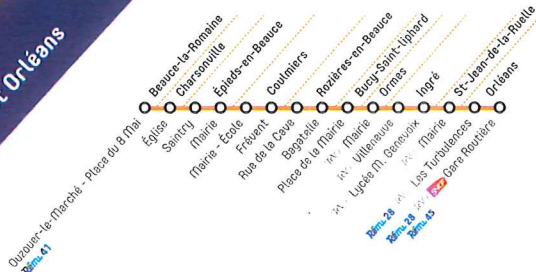 t Orléans
Beauce-la-Romaine
Charsonville
Épieds-en-Beauce
Coulmiers
Rozières-en-Beauce
Bucy-Saint-liphard
Ormes
Ingré
St-Jean-de-la-Ruelle
Orléans
Ouzouer-le-Marché - Place du 8 Mai
Rémi 41
Église
Saintry
Mairie
Mairie - École
Frévent
Rue de la Cave
Bagatelle
Place de la Mairie
Mairie
Villeneuve
Lycée M. Genevoix
Mairie
Les Turbulences
Rémi 28
SNCF Gare Routière
Rémi 28
Rémi 45